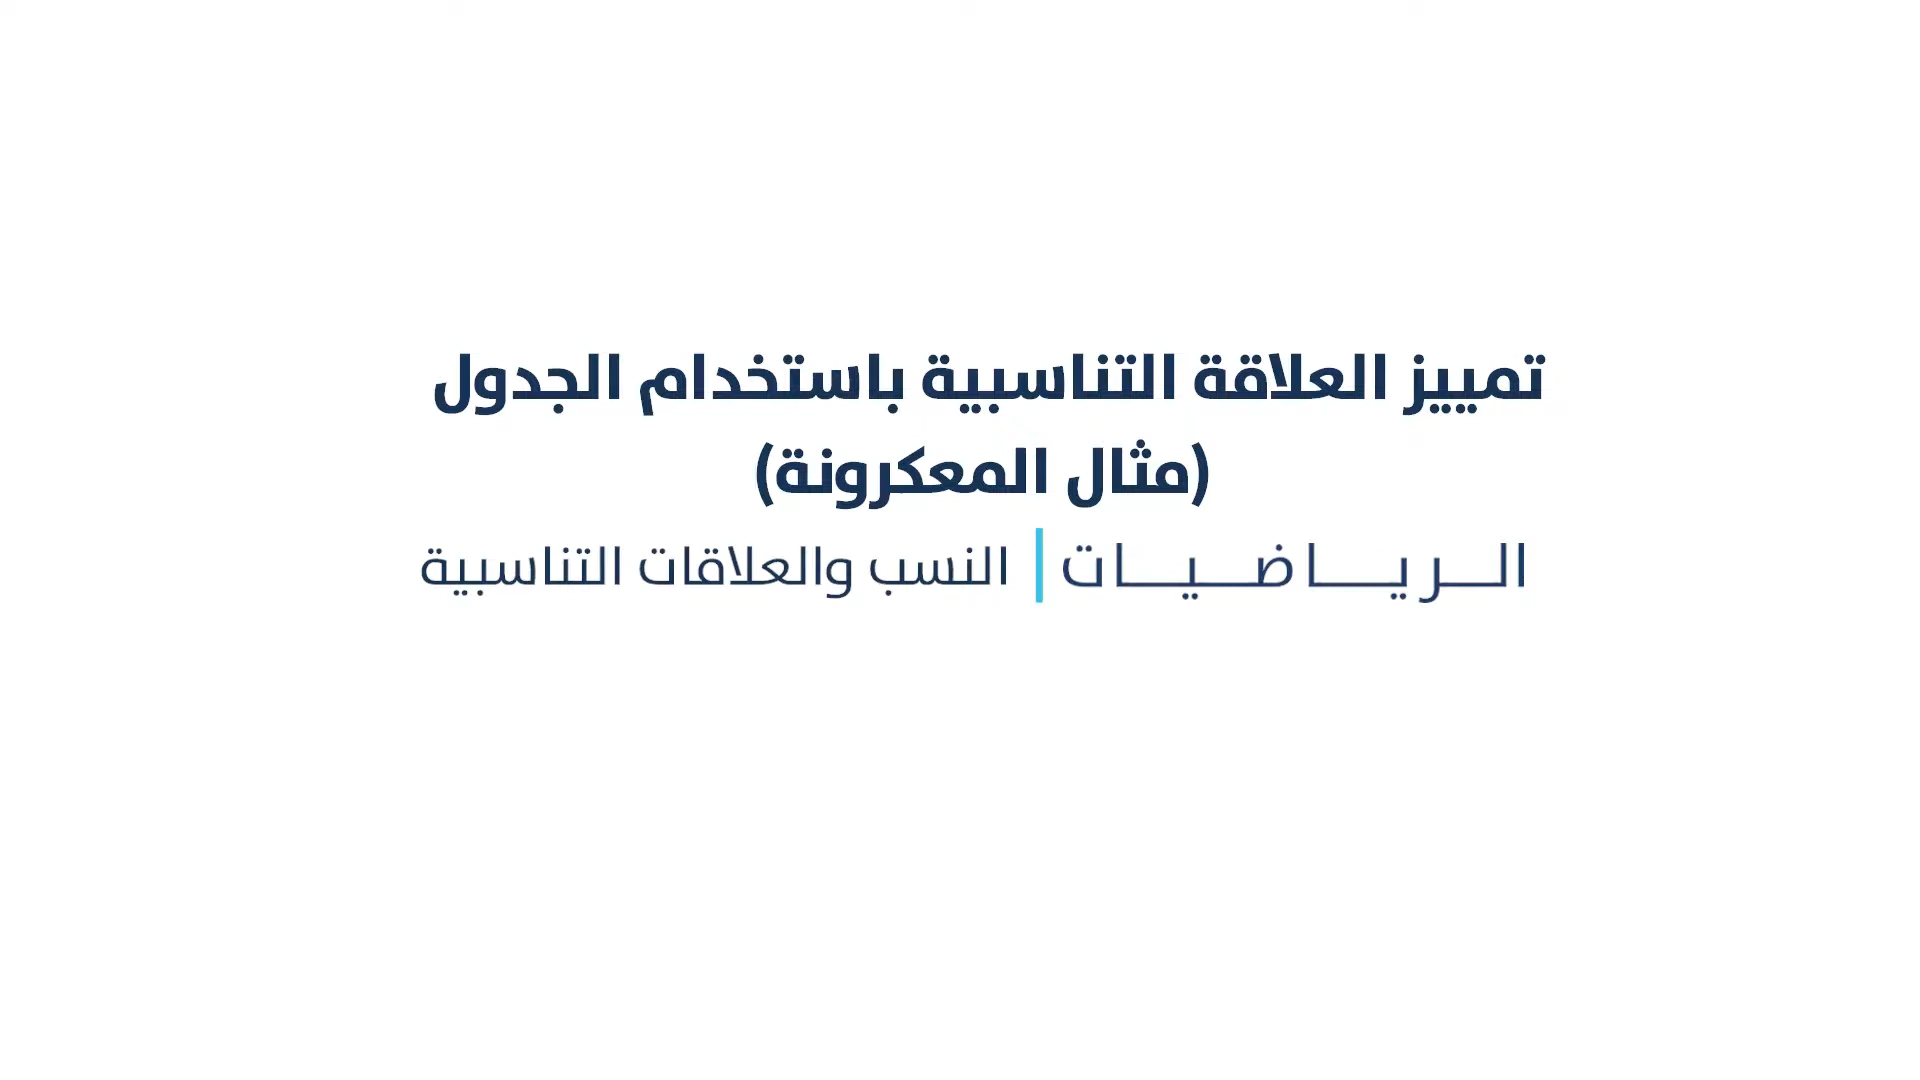 تمييز العلاقة التناسبية باستخدام الجدول
(مثال المعكرونة)
الـــريـــاضـــيـــات | النسب والعلاقات التناسبية